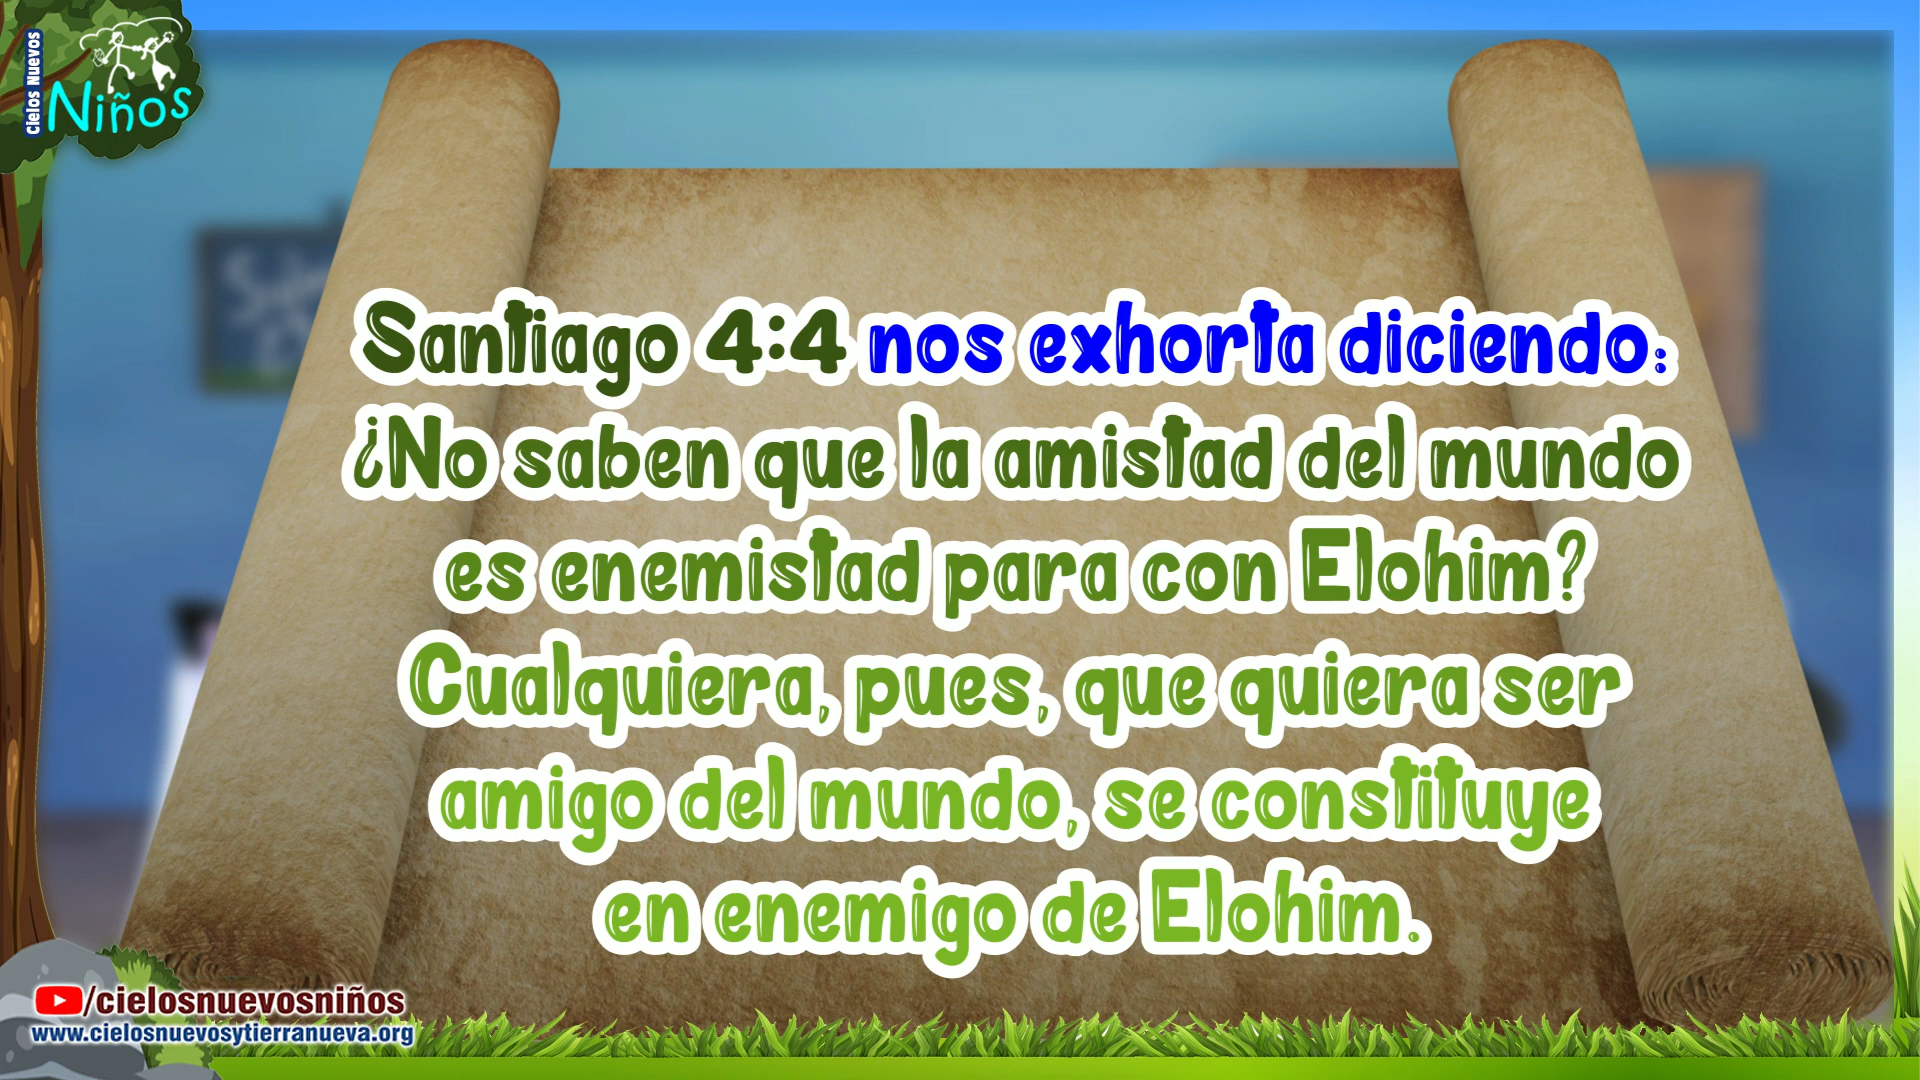 Cielos Nuevos
Niños
Santiago 4:4 nos exhorta diciendo:
¿No saben que la amistad del mundo
es enemistad para con Elohim?
Cualquiera, pues, que quiera ser
amigo del mundo, se constituye
en enemigo de Elohim.
/cielosnuevosniños
www.cielosnuevosytierranueva.org